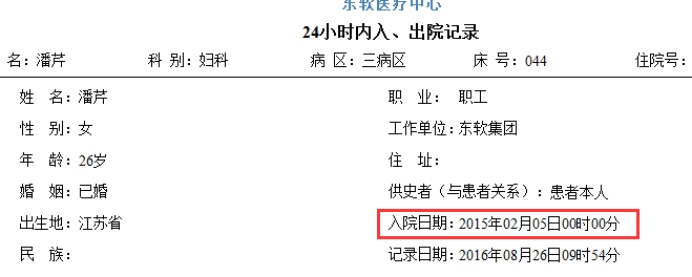 东软医疗中心
24小时内入、出院记录
名：潘芹 科 别：妇科 病 区：三病区 床 号：044 住院号：
姓 名：潘芹 职 业： 职工
性 别：女 工作单位：东软集团
年 龄：26岁 住 址：
婚 姻：已婚 供史者（与患者关系）：患者本人
出生地：江苏省 入院日期：2015年02月05日00时00分
民 族： 记录日期：2016年08月26日09时54分